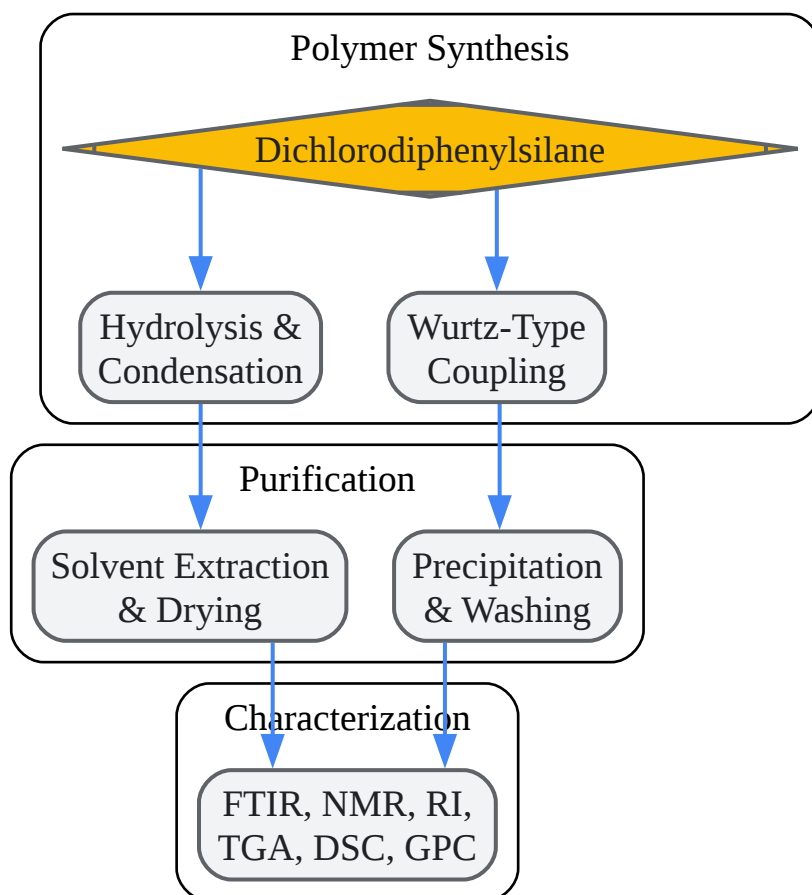 Polymer Synthesis
Dichlorodiphenylsilane
Hydrolysis &
Condensation
Wurtz-Type
Coupling
Purification
Solvent Extraction
& Drying
Precipitation
& Washing
Characterization
FTIR, NMR, RI,
TGA, DSC, GPC